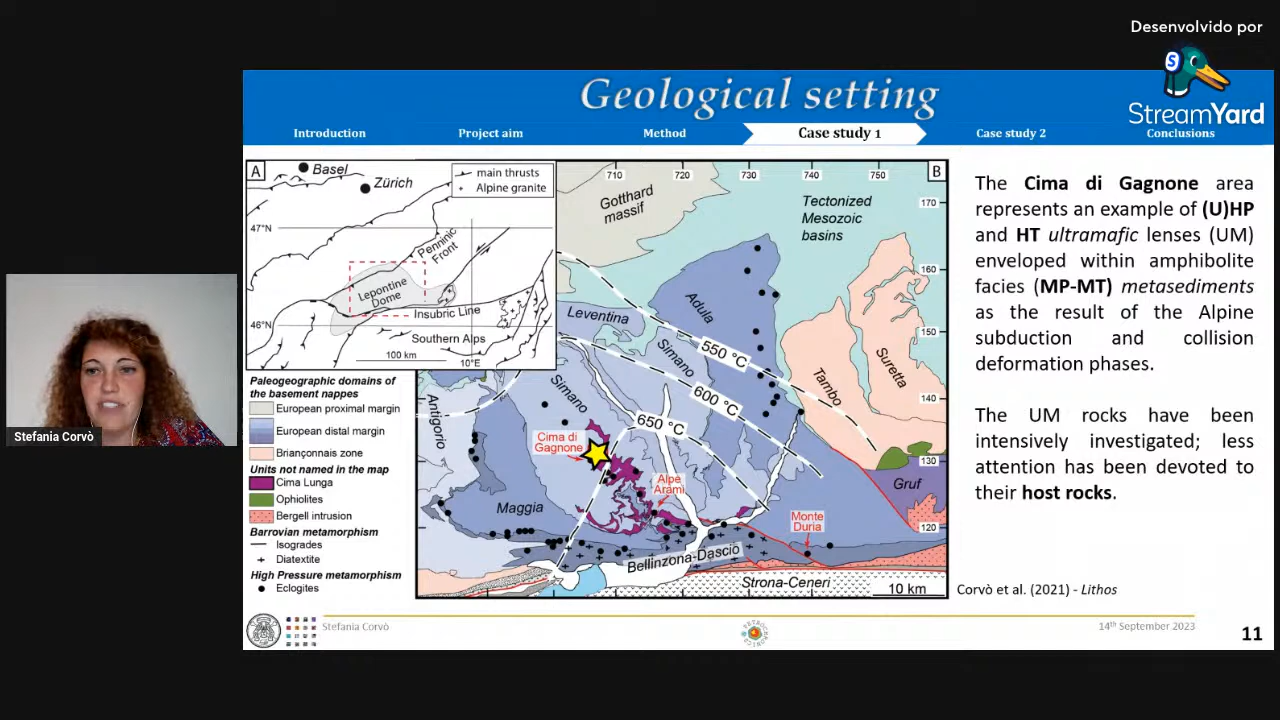 Desenvolvido por
StreamYard
Geological setting
Introduction
Project aim
Method
Case study 1
Case study 2
Conclusions
A
Basel
Zürich
main thrusts
Alpine granite
47°N
Penninic
Front
Lepontine
Dome
Insubric Line
46°N
Southern Alps
100 km
10°E
B
710
720
730
740
750
170
160
150
140
130
120
Gotthard
massif
Tectonized
Mesozoic
basins
Leventina
Adula
Simano
550 °C
600 °C
650 °C
Simano
Antigorio
Tambo
Suretta
Cima di
Gagnone
Alpe
Arami
Monte
Duria
Gruf
Maggia
Bellinzona-Dascio
Strona-Ceneri
10 km
Paleogeographic domains of
the basement nappes
European proximal margin
European distal margin
Briançonnais zone
Units not named in the map
Cima Lunga
Ophiolites
Bergell intrusion
Barrovian metamorphism
Isogrades
Diatextite
High Pressure metamorphism
Eclogites
The Cima di Gagnone area
represents an example of (U)HP
and HT ultramafic lenses (UM)
enveloped within amphibolite
facies (MP-MT) metasediments
as the result of the Alpine
subduction and collision
deformation phases.
The UM rocks have been
intensively investigated; less
attention has been devoted to
their host rocks.
Corvò et al. (2021) - Lithos
Stefania Corvò
14th September 2023
11
Stefania Corvò